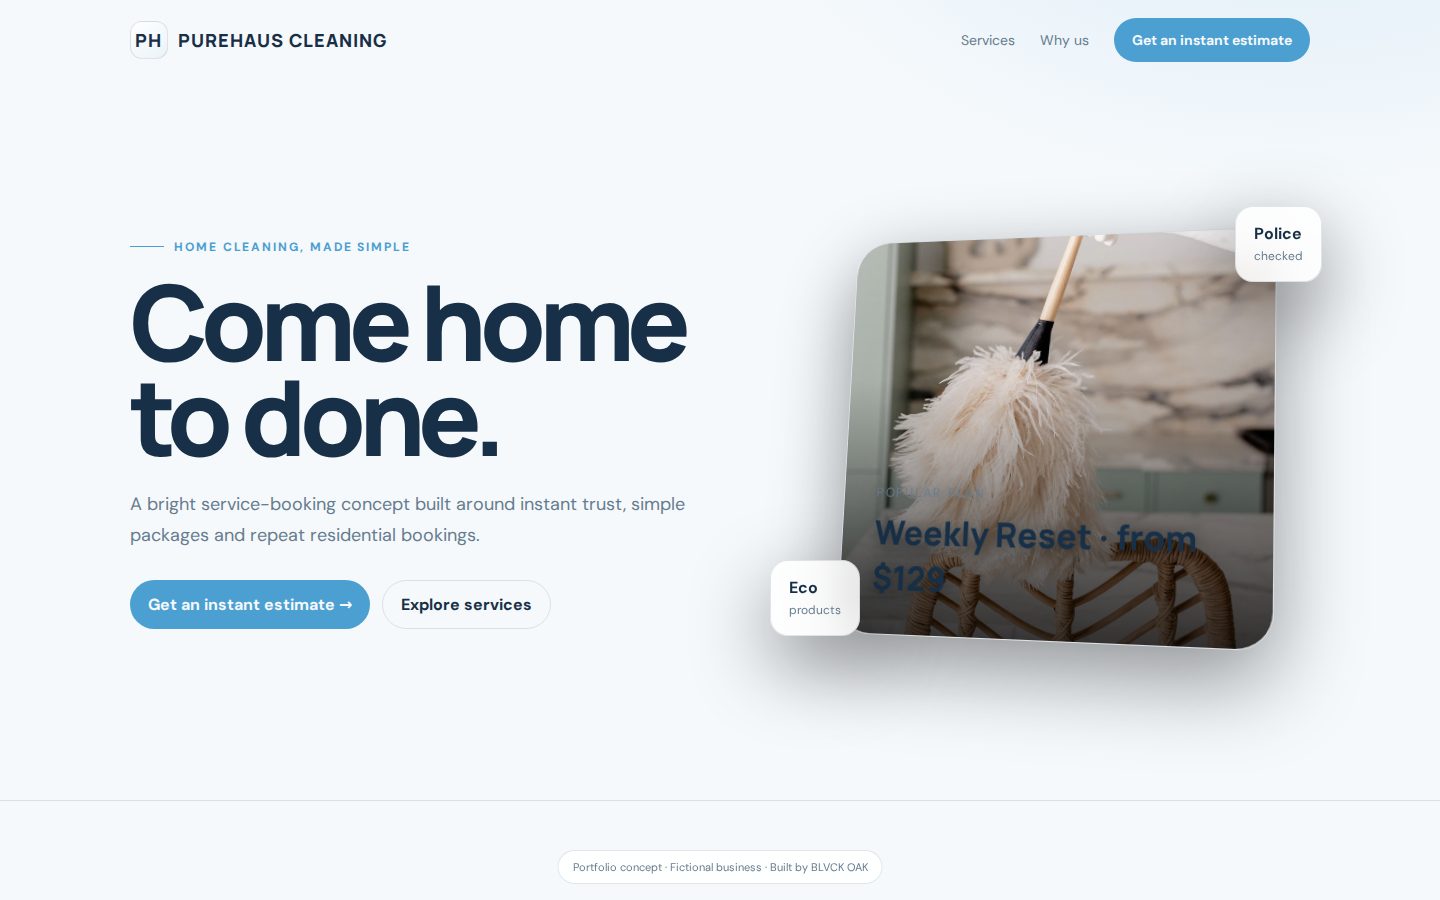 PH PUREHAUS CLEANING
Services Why us Get an instant estimate
HOME CLEANING, MADE SIMPLE
Come home
to done.
A bright service-booking concept built around instant trust, simple
packages and repeat residential bookings.
Get an instant estimate → Explore services
Police
checked
POPULAR PLAN
Weekly Reset · from
$129
Eco
products
Portfolio concept · Fictional business · Built by BLVCK OAK